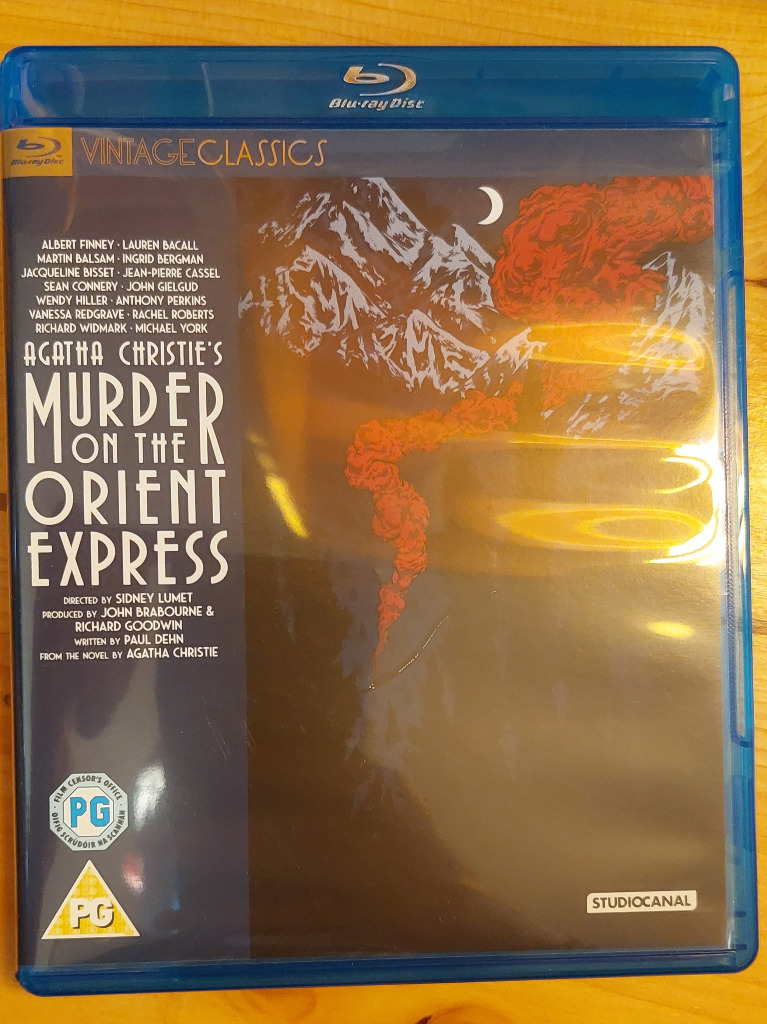 Blu-ray Disc
Blu-ray Disc
VINTAGECLASSICS
ALBERT FINNEY · LAUREN BACALL
MARTIN BALSAM · INGRID BERGMAN
JACQUELINE BISSET · JEAN-PIERRE CASSEL
SEAN CONNERY · JOHN GIELGUD
WENDY HILLER · ANTHONY PERKINS
VANESSA REDGRAVE · RACHEL ROBERTS
RICHARD WIDMARK · MICHAEL YORK
AGATHA CHRISTIE'S
MURDER
ON THE
ORIENT
EXPRESS
DIRECTED BY SIDNEY LUMET
PRODUCED BY JOHN BRABOURNE &
RICHARD GOODWIN
WRITTEN BY PAUL DEHN
FROM THE NOVEL BY AGATHA CHRISTIE
· FILM CENSOR'S OFFICE ·
PG
OIFIG SCRÚDÓIR NA SCANNÁN
PG
STUDIOCANAL